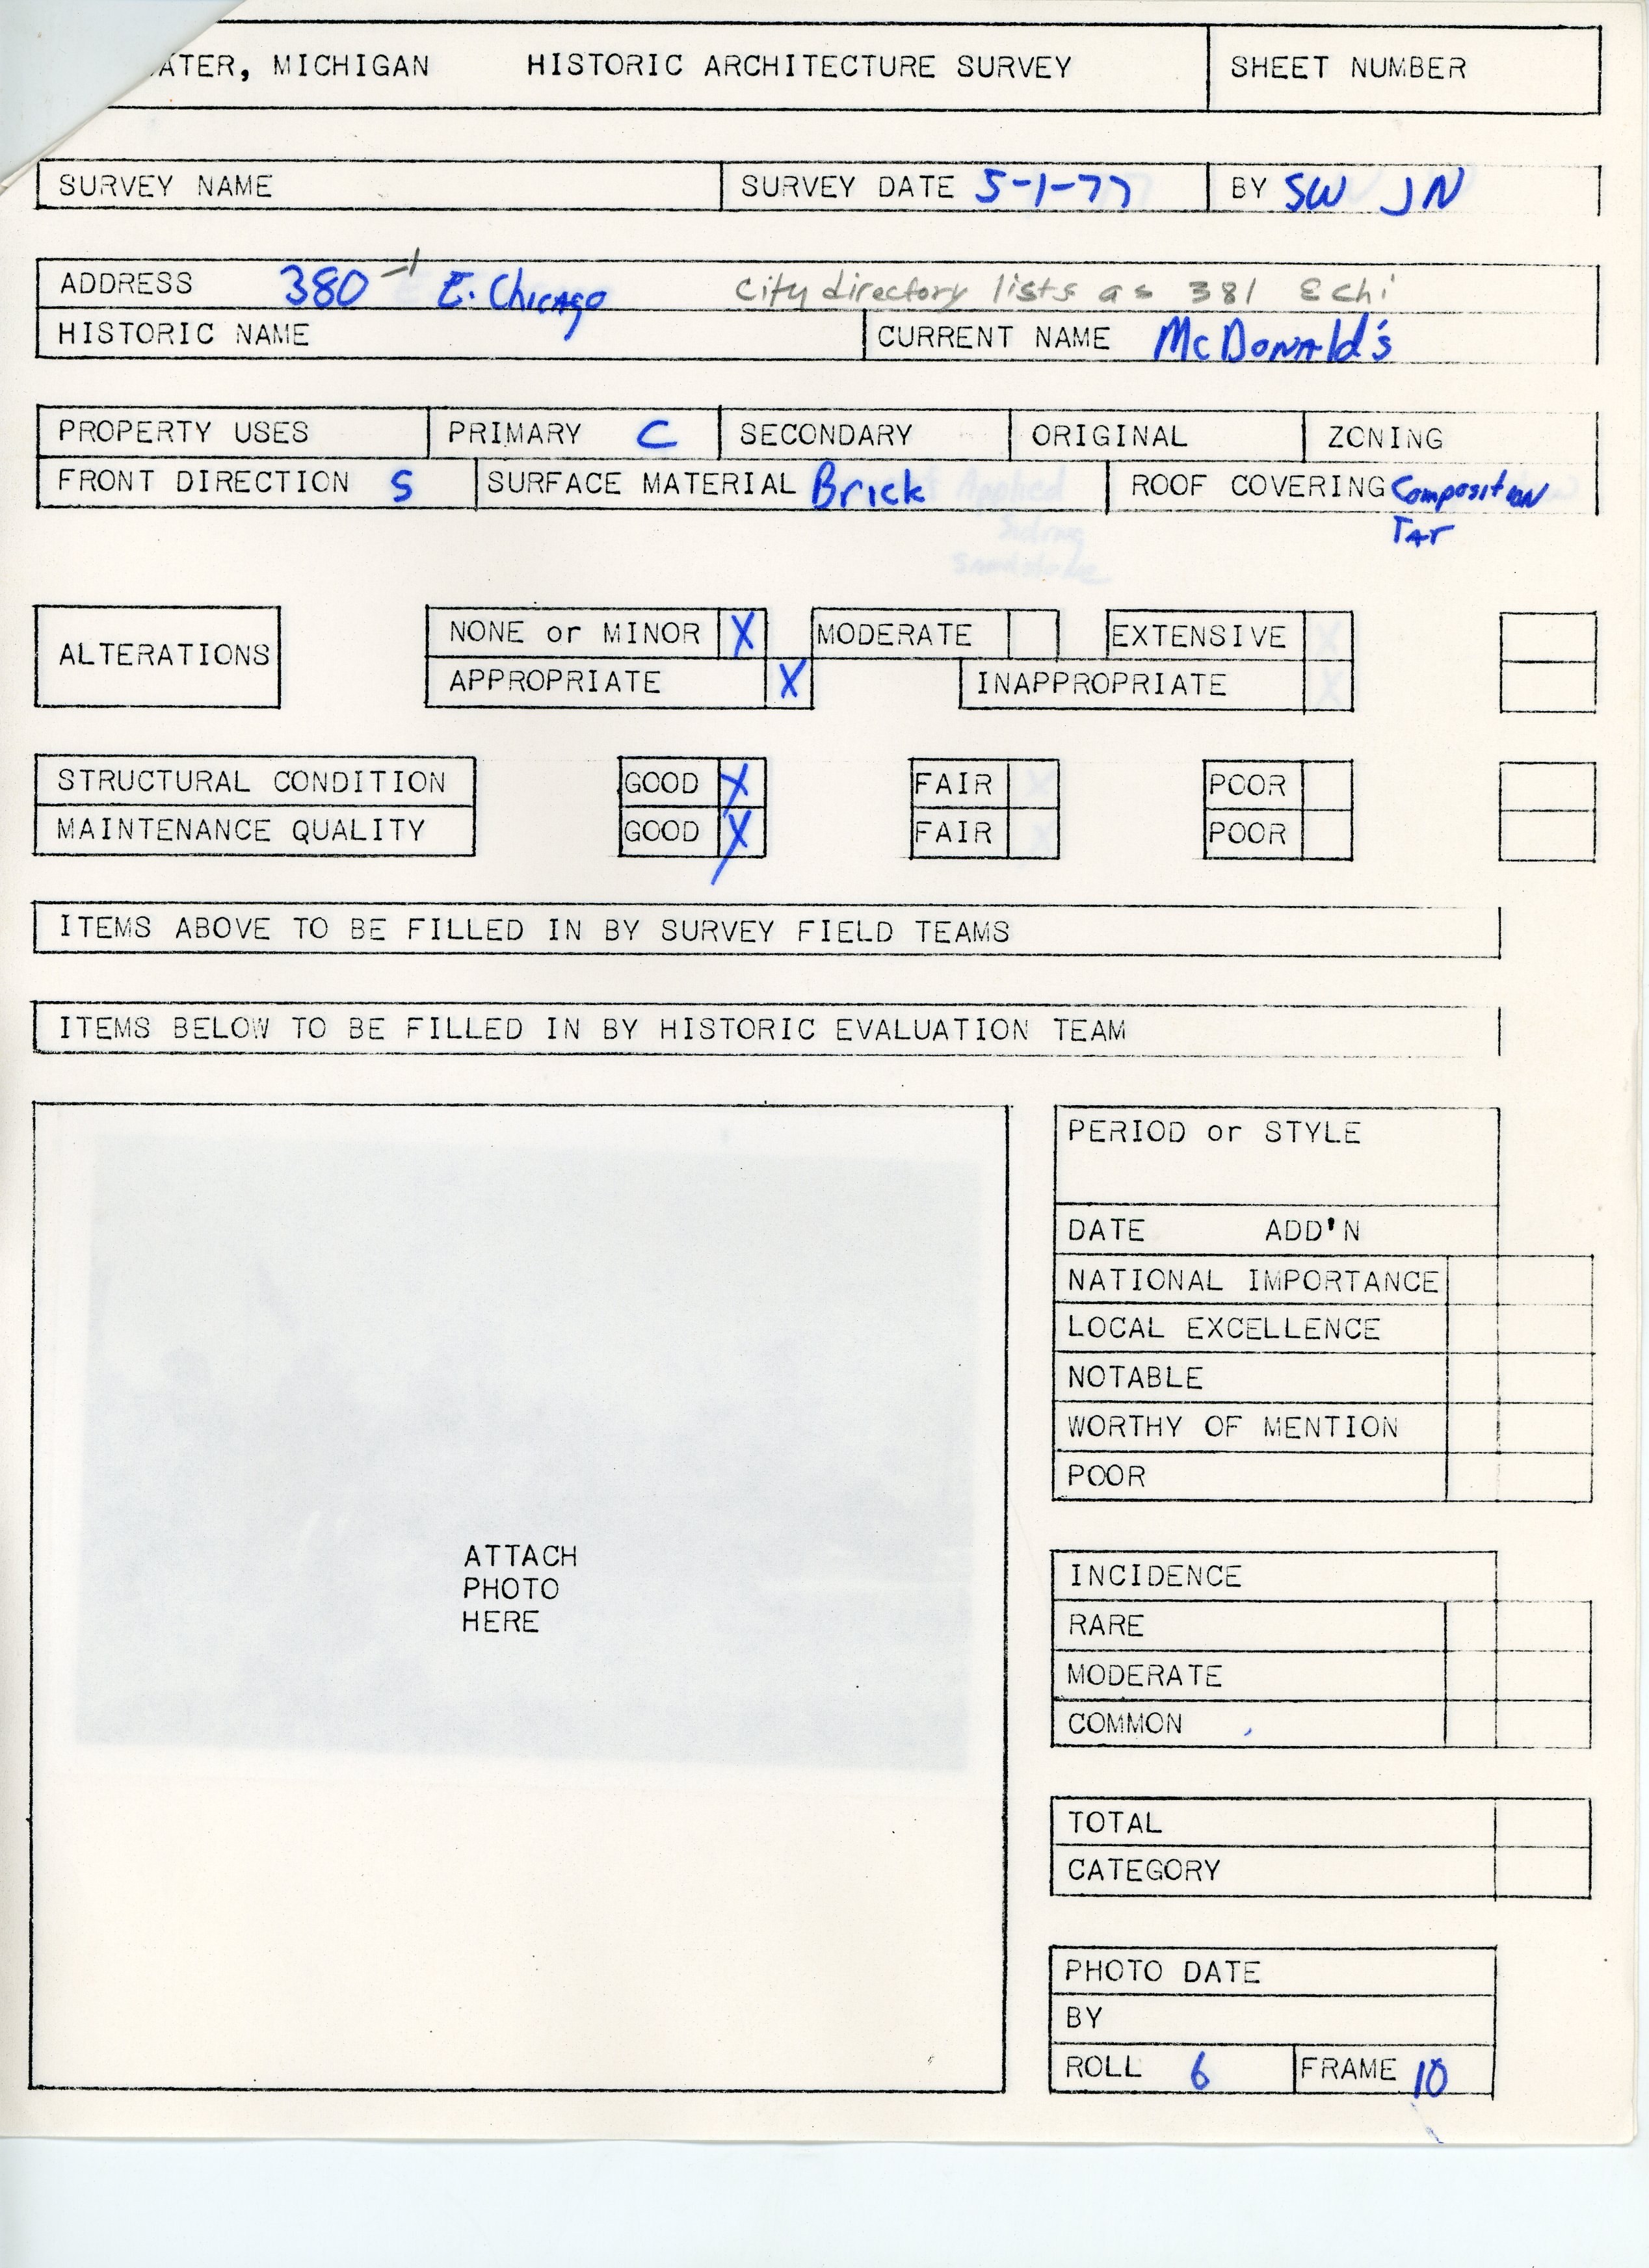 ATER, MICHIGAN HISTORIC ARCHITECTURE SURVEY SHEET NUMBER
SURVEY NAME SURVEY DATE 5-1-77 BY SW JN
ADDRESS 380 -1 E. Chicago City directory lists as 381 E Chi
HISTORIC NAME CURRENT NAME McDonald's
PROPERTY USES PRIMARY C SECONDARY ORIGINAL ZONING
FRONT DIRECTION S SURFACE MATERIAL Brick ROOF COVERING Composition
Tar
ALTERATIONS
NONE or MINOR X MODERATE EXTENSIVE
APPROPRIATE X INAPPROPRIATE
STRUCTURAL CONDITION GOOD X FAIR POOR
MAINTENANCE QUALITY GOOD X FAIR POOR
ITEMS ABOVE TO BE FILLED IN BY SURVEY FIELD TEAMS
ITEMS BELOW TO BE FILLED IN BY HISTORIC EVALUATION TEAM
ATTACH
PHOTO
HERE
PERIOD or STYLE
DATE ADD'N
NATIONAL IMPORTANCE
LOCAL EXCELLENCE
NOTABLE
WORTHY OF MENTION
POOR
INCIDENCE
RARE
MODERATE
COMMON
TOTAL
CATEGORY
PHOTO DATE
BY
ROLL 6 FRAME 10